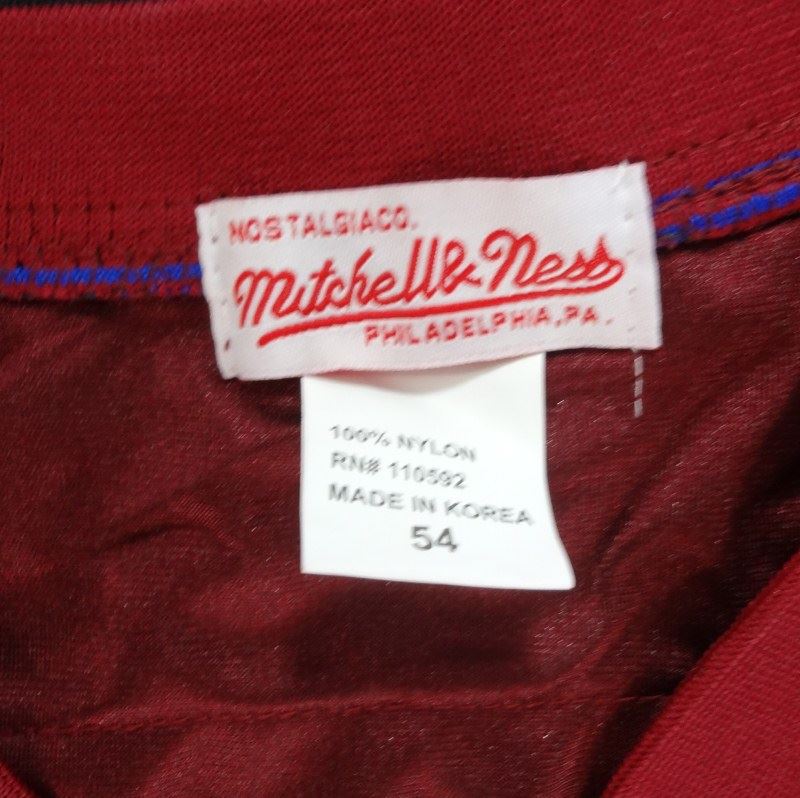 NOSTALGIACO.
Mitchell & Ness
PHILADELPHIA, PA.
100% NYLON
RN# 110592
MADE IN KOREA
54